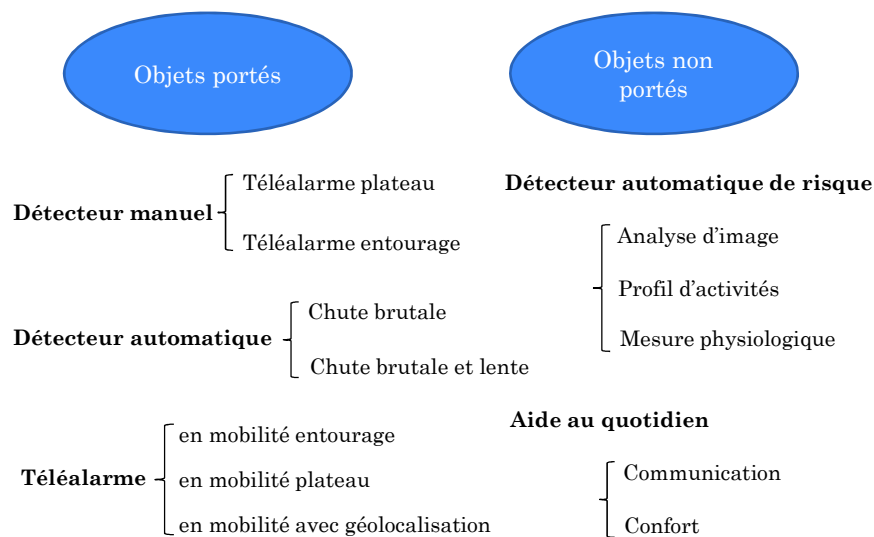 Objets portés
Détecteur manuel
Téléalarme plateau
Téléalarme entourage
Détecteur automatique
Chute brutale
Chute brutale et lente
Téléalarme
en mobilité entourage
en mobilité plateau
en mobilité avec géolocalisation
Objets non
portés
Détecteur automatique de risque
Analyse d'image
Profil d'activités
Mesure physiologique
Aide au quotidien
Communication
Confort